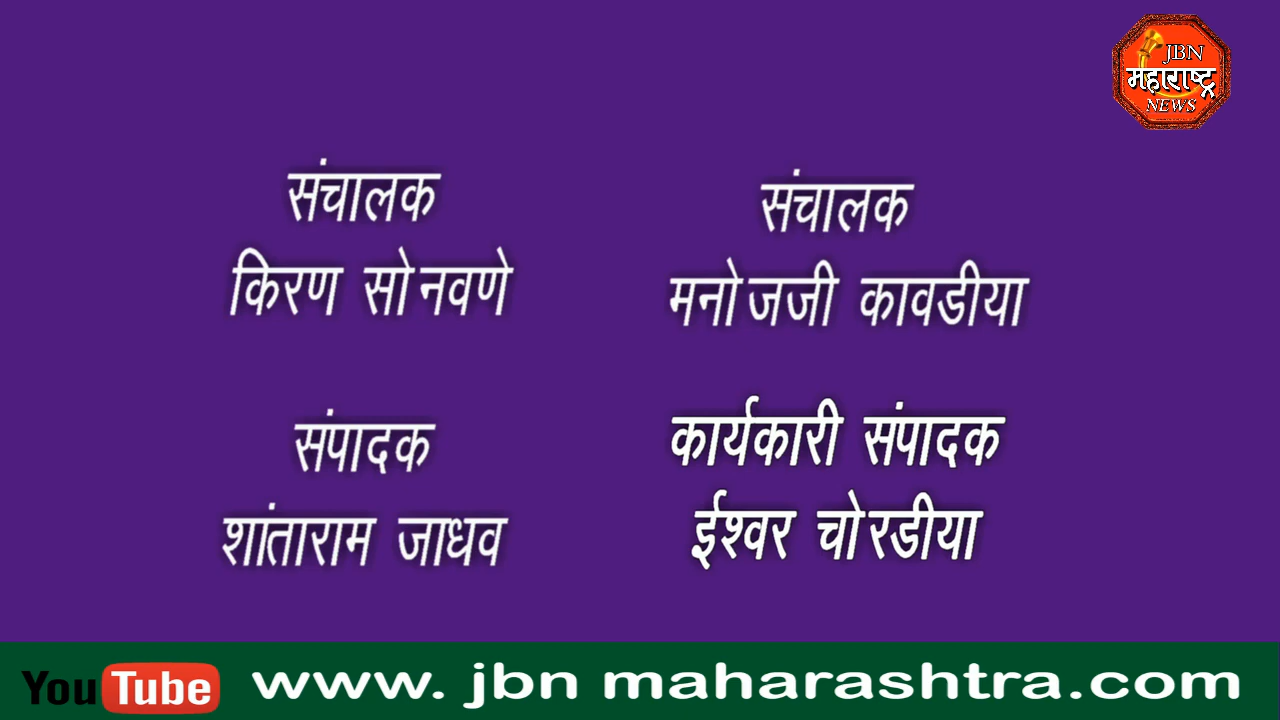 JBN
महाराष्ट्र
NEWS
संचालक
किरण सोनवणे
संचालक
मनोजजी कावडीया
संपादक
शांताराम जाधव
कार्यकारी संपादक
ईश्वर चोरडीया
YouTube www. jbn maharashtra.com